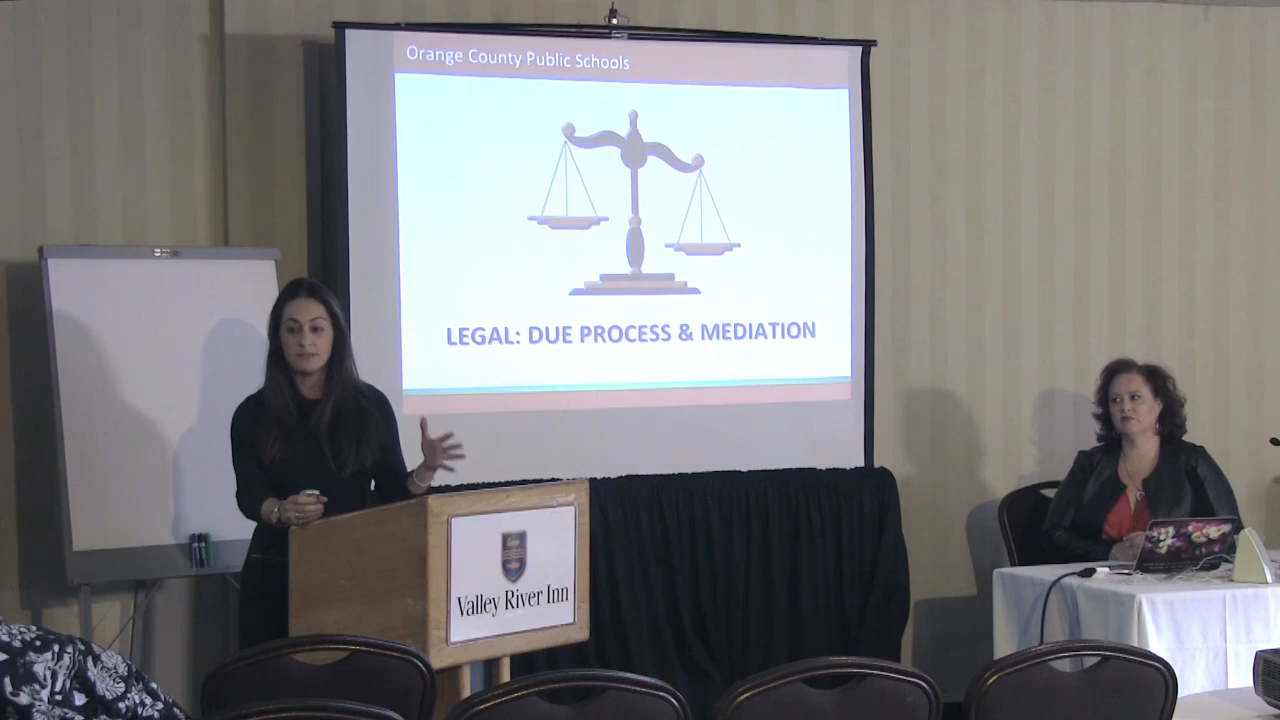 Orange County Public Schools
LEGAL: DUE PROCESS & MEDIATION
Valley River Inn